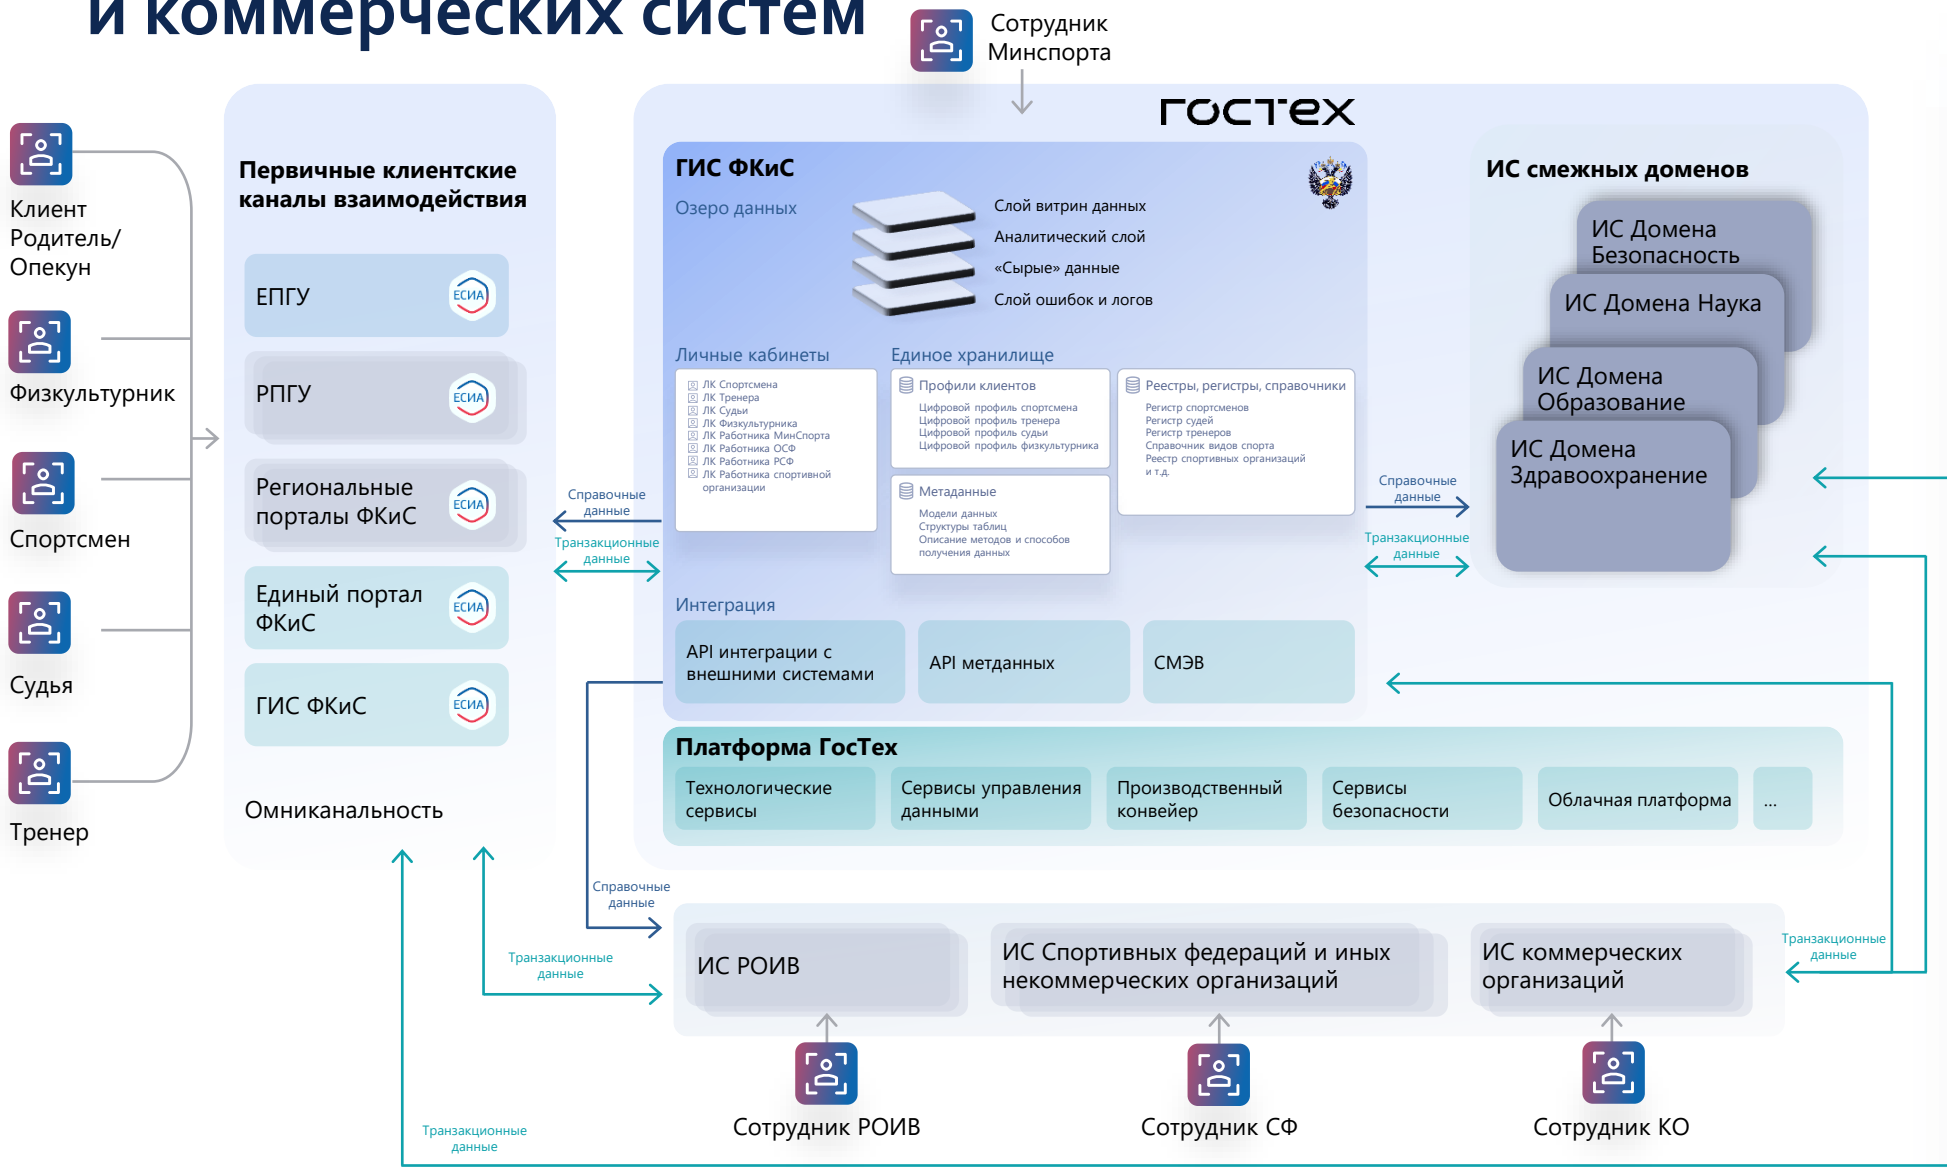 и коммерческих систем
Сотрудник
Минспорта
гостех
Клиент
Родитель/
Опекун
Физкультурник
Спортсмен
Судья
Тренер
Первичные клиентские
каналы взаимодействия
ЕПГУ
ЕСИА
РПГУ
ЕСИА
Региональные
порталы ФКиС
ЕСИА
Единый портал
ФКиС
ЕСИА
ГИС ФКиС
ЕСИА
Омниканальность
Справочные
данные
Транзакционные
данные
ГИС ФКиС
Озеро данных
Слой витрин данных
Аналитический слой
«Сырые» данные
Слой ошибок и логов
Личные кабинеты
ЛК Спортсмена
ЛК Тренера
ЛК Судьи
ЛК Физкультурника
ЛК Работника МинСпорта
ЛК Работника ОСФ
ЛК Работника РСФ
ЛК Работника спортивной
организации
Единое хранилище
Профили клиентов
Цифровой профиль спортсмена
Цифровой профиль тренера
Цифровой профиль судьи
Цифровой профиль физкультурника
Метаданные
Модели данных
Структуры таблиц
Описание методов и способов
получения данных
Реестры, регистры, справочники
Регистр спортсменов
Регистр судей
Регистр тренеров
Справочник видов спорта
Реестр спортивных организаций
и т.д.
Интеграция
API интеграции с
внешними системами
API метданных
СМЭВ
Справочные
данные
Транзакционные
данные
ИС смежных доменов
ИС Домена
Безопасность
ИС Домена Наука
ИС Домена
Образование
ИС Домена
Здравоохранение
Платформа ГосТех
Технологические
сервисы
Сервисы управления
данными
Производственный
конвейер
Сервисы
безопасности
Облачная платформа
...
Справочные
данные
Транзакционные
данные
ИС РОИВ
ИС Спортивных федераций и иных
некоммерческих организаций
ИС коммерческих
организаций
Транзакционные
данные
Сотрудник РОИВ
Сотрудник СФ
Сотрудник КО
Транзакционные
данные